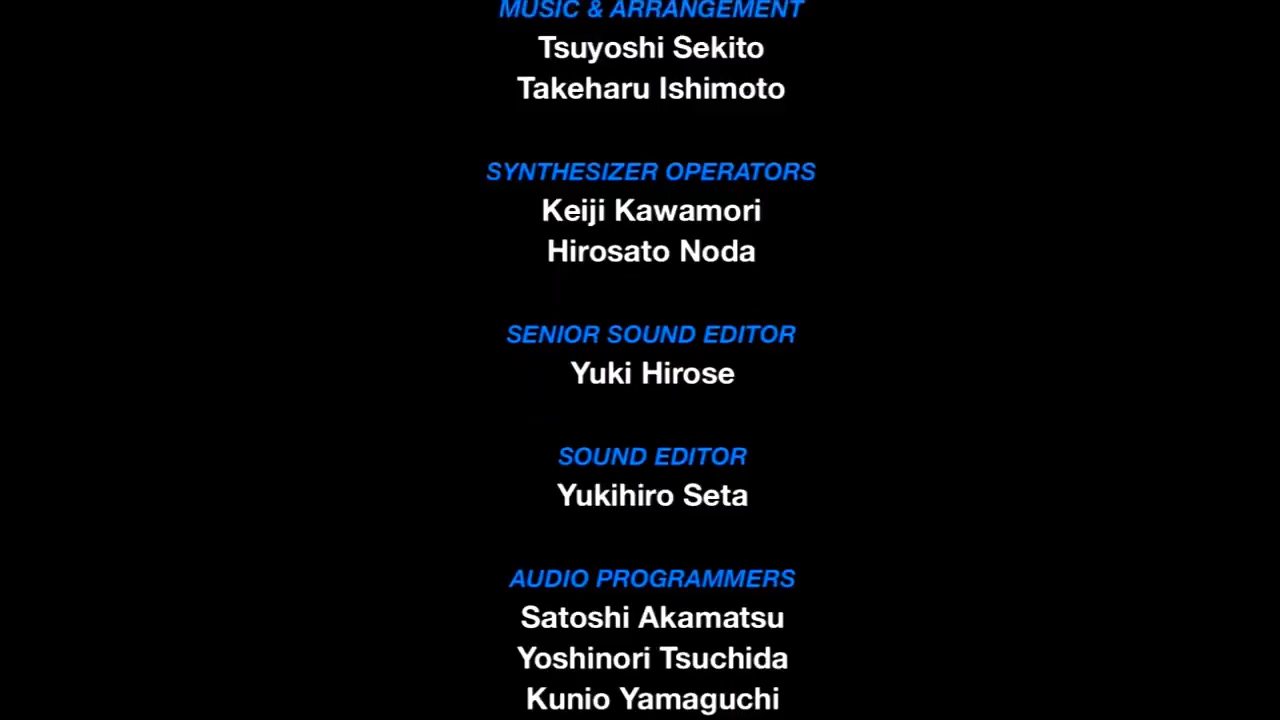 MUSIC & ARRANGEMENT
Tsuyoshi Sekito
Takeharu Ishimoto
SYNTHESIZER OPERATORS
Keiji Kawamori
Hirosato Noda
SENIOR SOUND EDITOR
Yuki Hirose
SOUND EDITOR
Yukihiro Seta
AUDIO PROGRAMMERS
Satoshi Akamatsu
Yoshinori Tsuchida
Kunio Yamaguchi